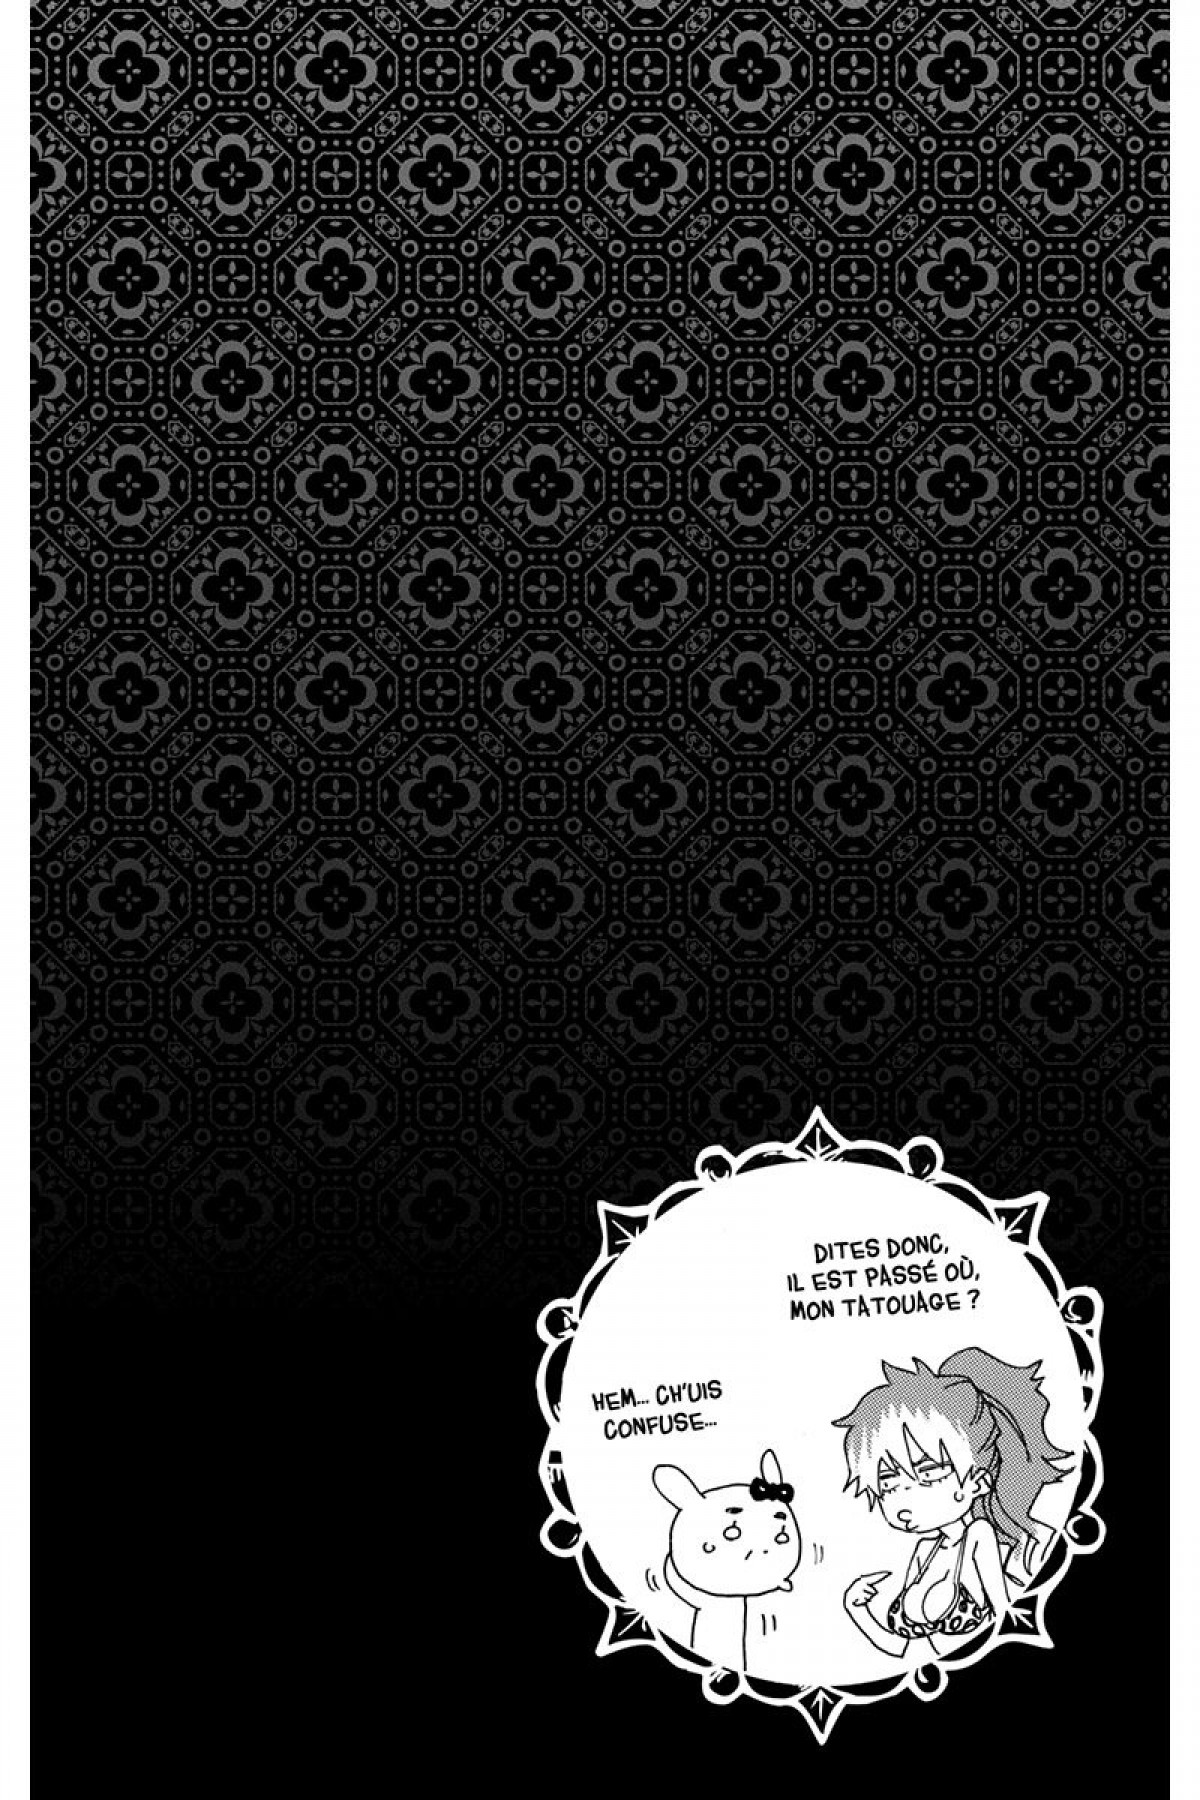 DITES DONC,
IL EST PASSÉ OÙ,
MON TATOUAGE ?
HEM... CH'UIS
CONFUSE...